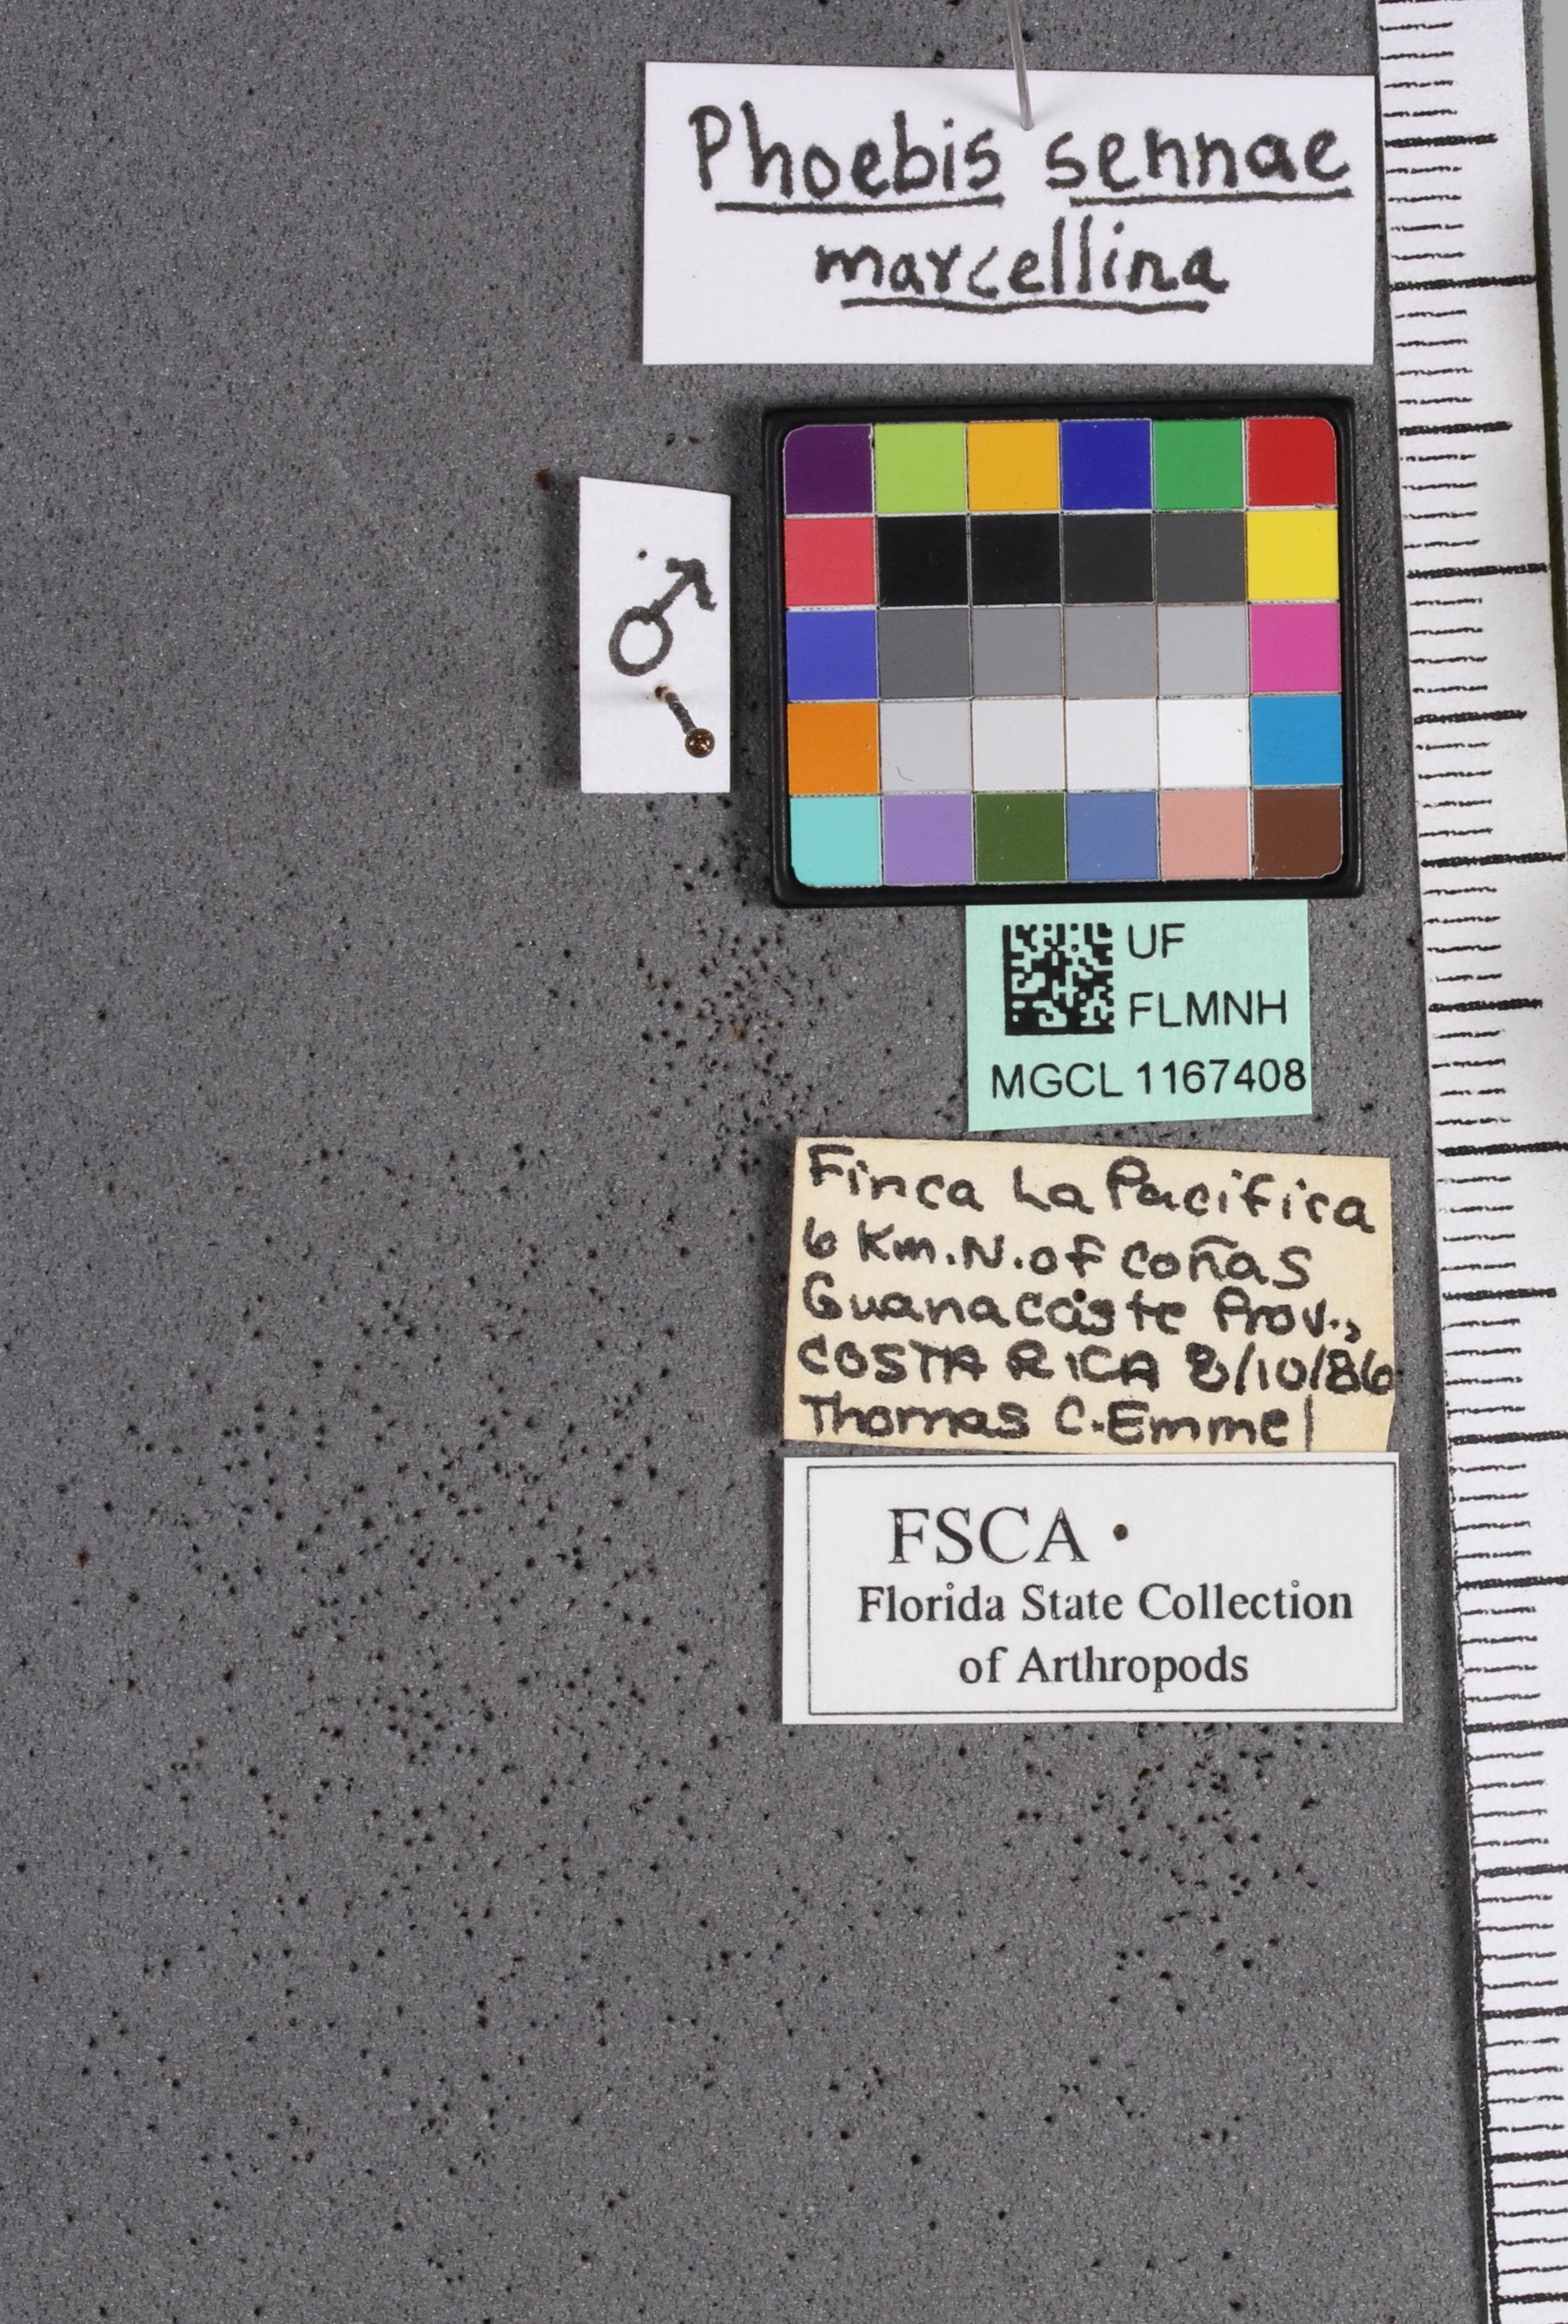 Phoebis sennae
marcellina
♂
UF
FLMNH
MGCL 1167408
Finca La Pacifica
6 Km. N. of Coñas
Guanacaste Prov.,
COSTA RICA 8/10/86
Thomas C. Emmel
FSCA
Florida State Collection
of Arthropods